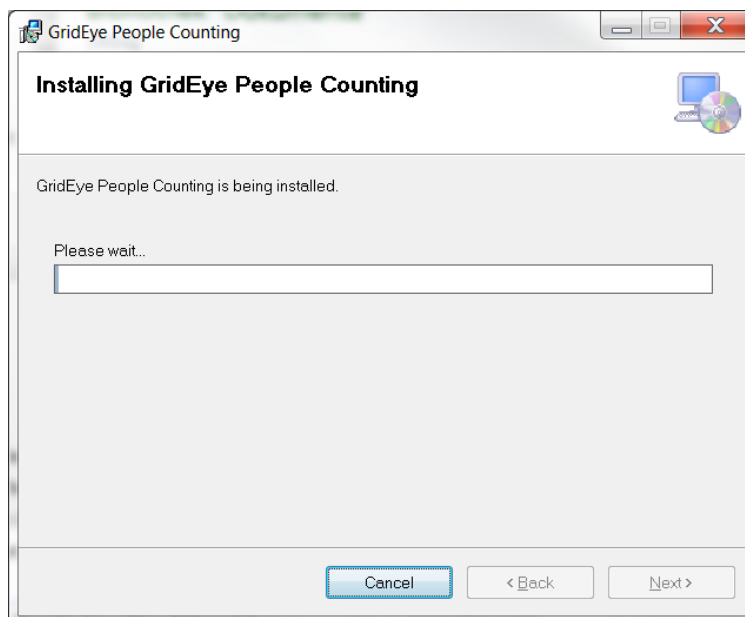 GridEye People Counting
Installing GridEye People Counting
GridEye People Counting is being installed.
Please wait...
Cancel
< Back
Next >